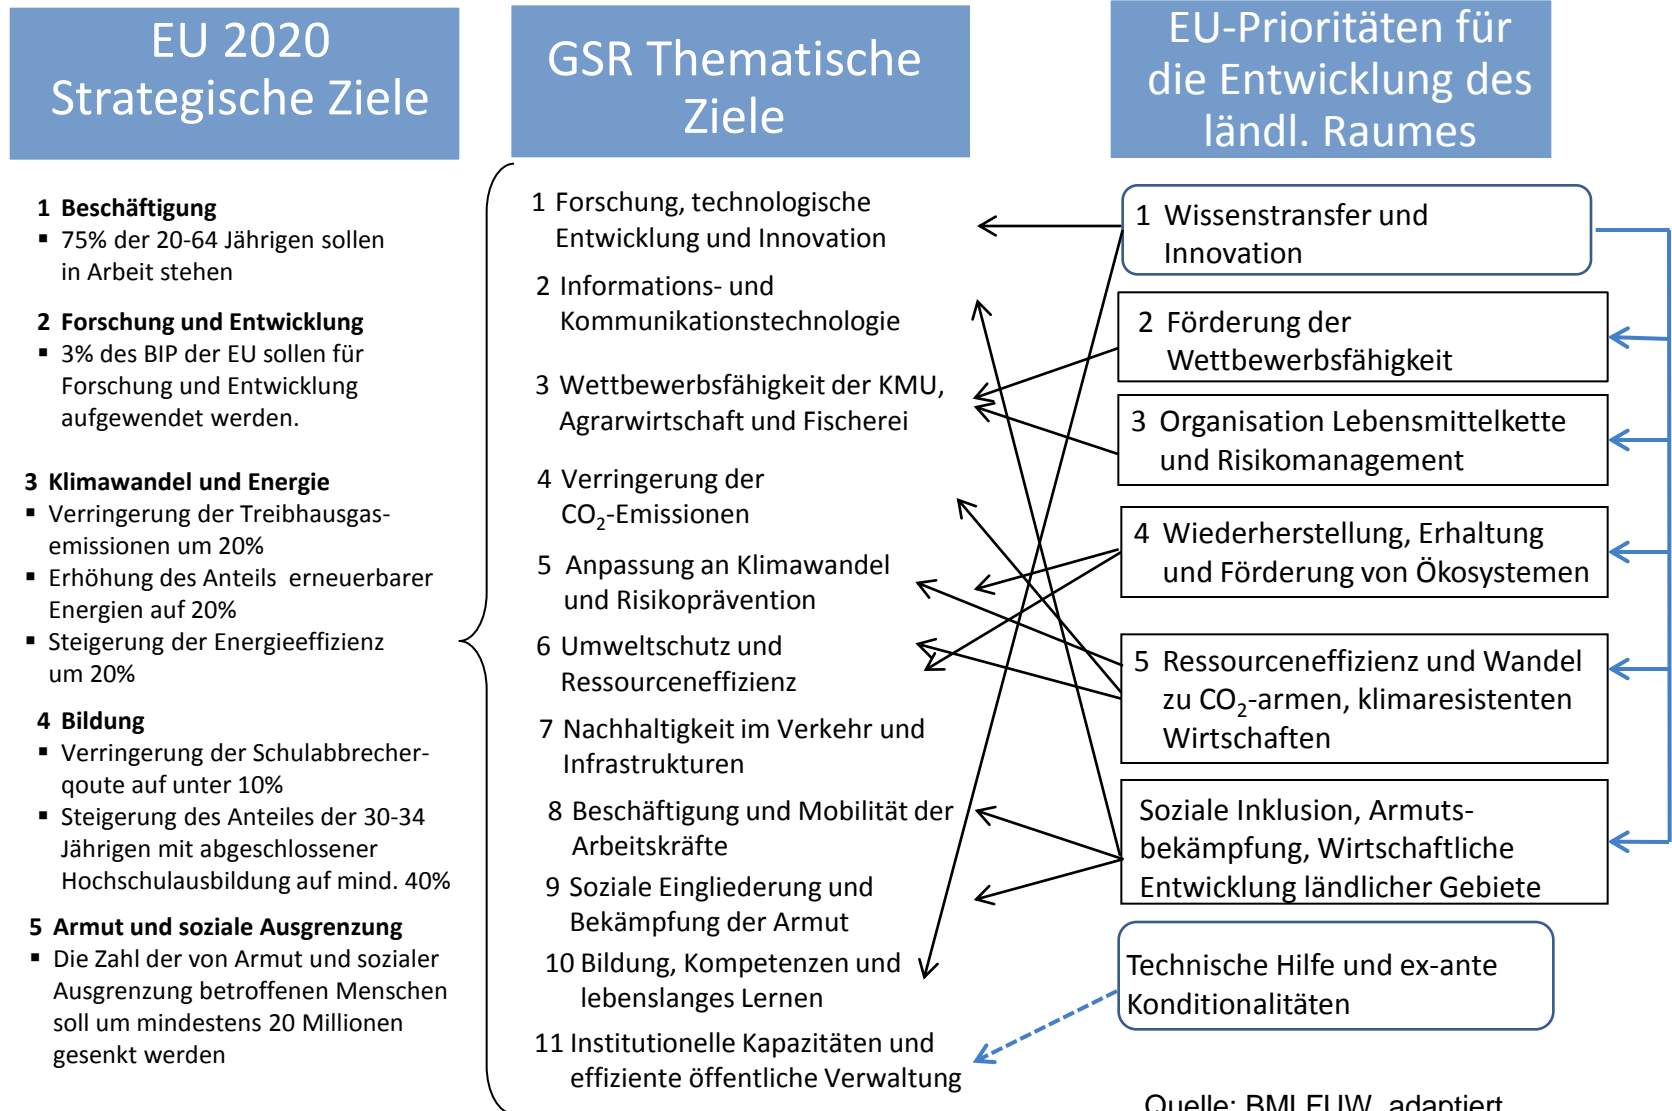 EU 2020
Strategische Ziele
1 Beschäftigung
▪ 75% der 20-64 Jährigen sollen
in Arbeit stehen
2 Forschung und Entwicklung
▪ 3% des BIP der EU sollen für
Forschung und Entwicklung
aufgewendet werden.
3 Klimawandel und Energie
▪ Verringerung der Treibhausgas-
emissionen um 20%
▪ Erhöhung des Anteils erneuerbarer
Energien auf 20%
▪ Steigerung der Energieeffizienz
um 20%
4 Bildung
▪ Verringerung der Schulabbrecher-
qoute auf unter 10%
▪ Steigerung des Anteiles der 30-34
Jährigen mit abgeschlossener
Hochschulausbildung auf mind. 40%
5 Armut und soziale Ausgrenzung
▪ Die Zahl der von Armut und sozialer
Ausgrenzung betroffenen Menschen
soll um mindestens 20 Millionen
gesenkt werden
GSR Thematische
Ziele
1 Forschung, technologische
Entwicklung und Innovation
2 Informations- und
Kommunikationstechnologie
3 Wettbewerbsfähigkeit der KMU,
Agrarwirtschaft und Fischerei
4 Verringerung der
CO₂-Emissionen
5 Anpassung an Klimawandel
und Risikoprävention
6 Umweltschutz und
Ressourceneffizienz
7 Nachhaltigkeit im Verkehr und
Infrastrukturen
8 Beschäftigung und Mobilität der
Arbeitskräfte
9 Soziale Eingliederung und
Bekämpfung der Armut
10 Bildung, Kompetenzen und
lebenslanges Lernen
11 Institutionelle Kapazitäten und
effiziente öffentliche Verwaltung
EU-Prioritäten für
die Entwicklung des
ländl. Raumes
1 Wissenstransfer und
Innovation
2 Förderung der
Wettbewerbsfähigkeit
3 Organisation Lebensmittelkette
und Risikomanagement
4 Wiederherstellung, Erhaltung
und Förderung von Ökosystemen
5 Ressourceneffizienz und Wandel
zu CO₂-armen, klimaresistenten
Wirtschaften
Soziale Inklusion, Armuts-
bekämpfung, Wirtschaftliche
Entwicklung ländlicher Gebiete
Technische Hilfe und ex-ante
Konditionalitäten
Quelle: BMLFUW, adaptiert